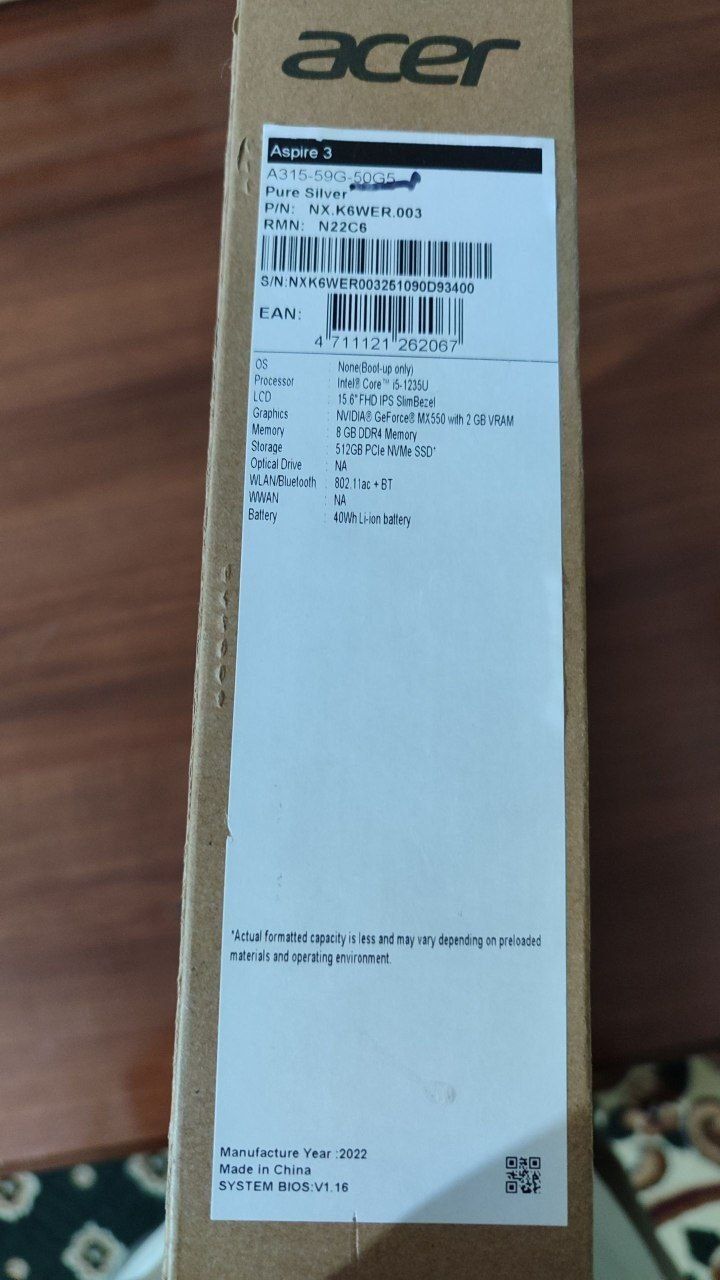 acer
Aspire 3
A315-59G-50G5
Pure Silver
P/N: NX.K6WER.003
RMN: N22C6
S/N:NXK6WER003251090D93400
EAN:
4 711121 262067
OS : None(Boot-up only)
Processor : Intel® Core™ i5-1235U
LCD : 15.6" FHD IPS SlimBezel
Graphics : NVIDIA® GeForce® MX550 with 2 GB VRAM
Memory : 8 GB DDR4 Memory
Storage : 512GB PCIe NVMe SSD*
Optical Drive : NA
WLAN/Bluetooth : 802.11ac + BT
WWAN : NA
Battery : 40Wh Li-ion battery
*Actual formatted capacity is less and may vary depending on preloaded
materials and operating environment.
Manufacture Year :2022
Made in China
SYSTEM BIOS:V1.16